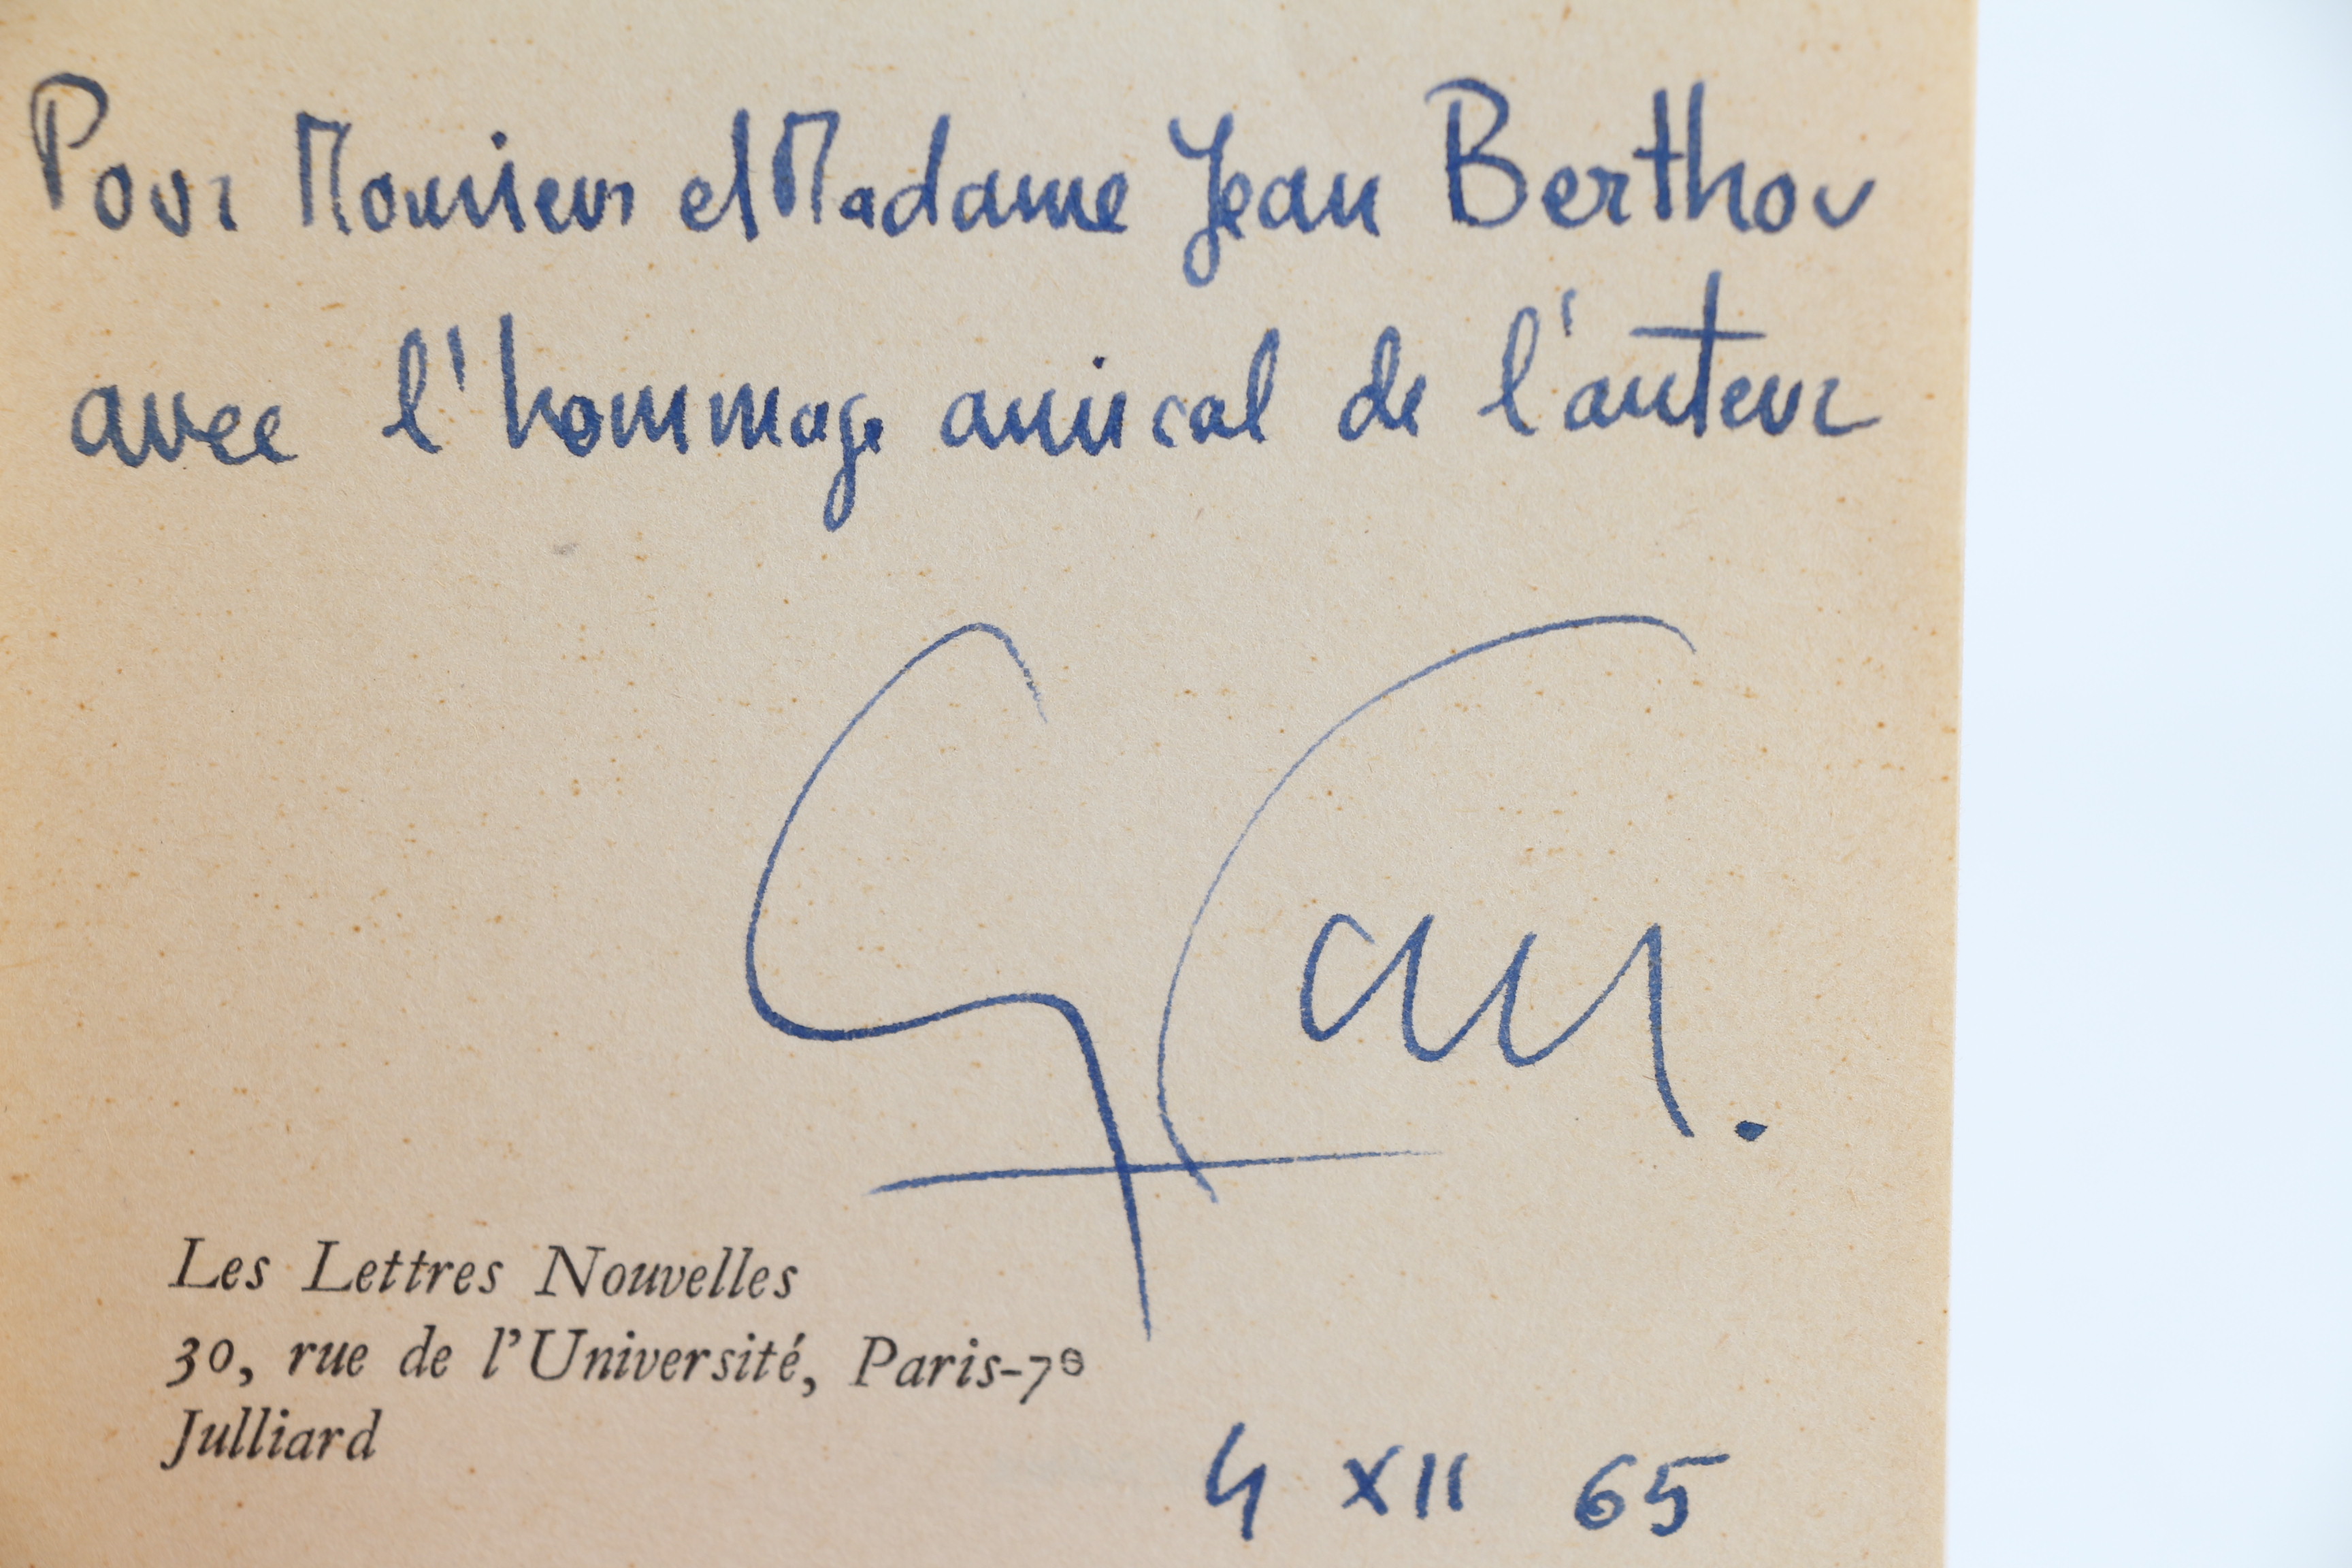 Pour Monsieur et Madame Jean Berthou
avec l'hommage amical de l'auteur
Les Lettres Nouvelles
30, rue de l'Université, Paris-7e
Julliard
4 XII 65